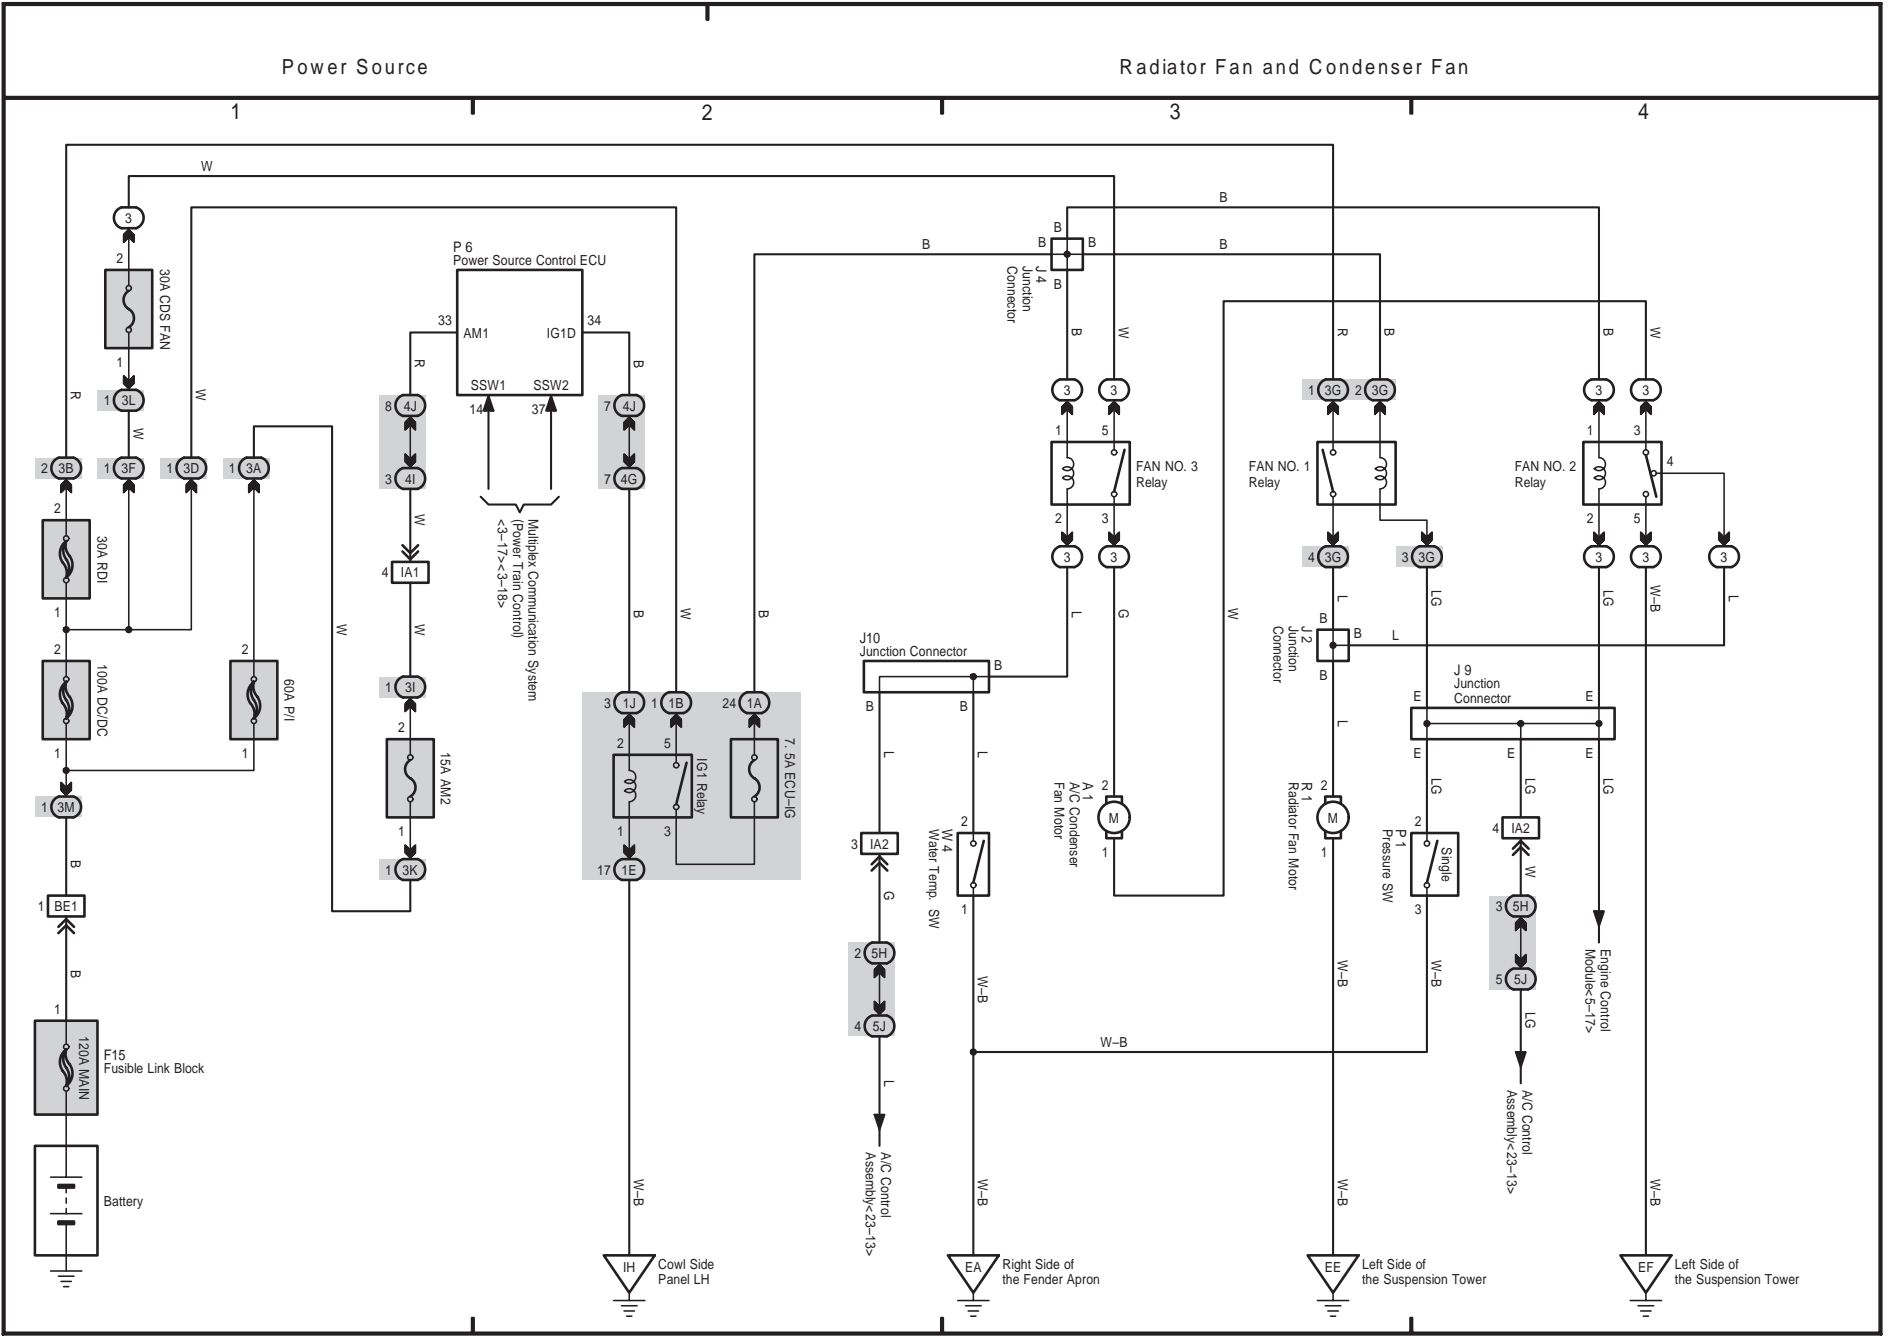 Power Source
Radiator Fan and Condenser Fan
1
2
3
4
W
B
3
B
B
B
B
B
B
J 4
Junction
Connector
P 6
Power Source Control ECU
2
30A CDS FAN
1
33
AM1
IG1D
34
SSW1
SSW2
14
37
R
B
B
W
R
B
B
W
R
W
1 3L
W
8 4J
7 4J
3
3
1 3G
2 3G
3
3
2 3B
1 3F
1 3D
1 3A
3 4I
7 4G
1
5
FAN NO. 3
Relay
2
3
FAN NO. 1
Relay
1
3
4
FAN NO. 2
Relay
2
5
2
30A RDI
1
W
4 IA1
W
W
Multiplex Communication System
(Power Train Control)
<3–17><3–18>
3
3
4 3G
3 3G
3
3
3
B
W
B
L
G
W
L
LG
LG
W–B
L
2
100A DC/DC
1
2
60A P/I
1
1 3I
2
15A AM2
1
1 3K
3 1J
1 1B
24 1A
2
5
IG1 Relay
1
3
7. 5A ECU–IG
17 1E
J10
Junction Connector
B
B
B
B
B
L
B
J 2
Junction
Connector
J 9
Junction
Connector
E
E
E
E
E
L
L
L
LG
LG
LG
1 3M
B
1 BE1
B
1
120A MAIN
F15
Fusible Link Block
Battery
3 IA2
G
2 5H
4 5J
L
A/C Control
Assembly<23–13>
2
W 4
Water Temp. SW
1
2
A 1
A/C Condenser
Fan Motor
M
1
2
R 1
Radiator Fan Motor
M
1
2
P 1
Pressure SW
Single
3
4 IA2
W
3 5H
5 5J
LG
A/C Control
Assembly<23–13>
Engine Control
Module<5–17>
W–B
W–B
W–B
W–B
W–B
W–B
W–B
W–B
IH
Cowl Side
Panel LH
EA
Right Side of
the Fender Apron
EE
Left Side of
the Suspension Tower
EF
Left Side of
the Suspension Tower